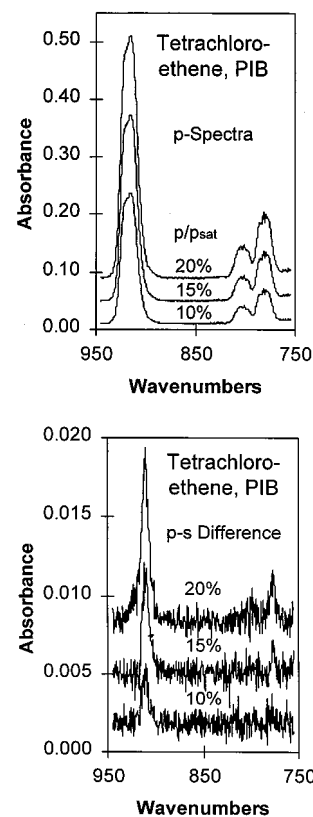 0.50
0.40
0.30
0.20
0.10
0.00
Absorbance
Tetrachloro-
ethene, PIB
p-Spectra
p/psat
20%
15%
10%
950
850
750
Wavenumbers
0.020
0.015
0.010
0.005
0.000
Absorbance
Tetrachloro-
ethene, PIB
p-s Difference
20%
15%
10%
950
850
750
Wavenumbers